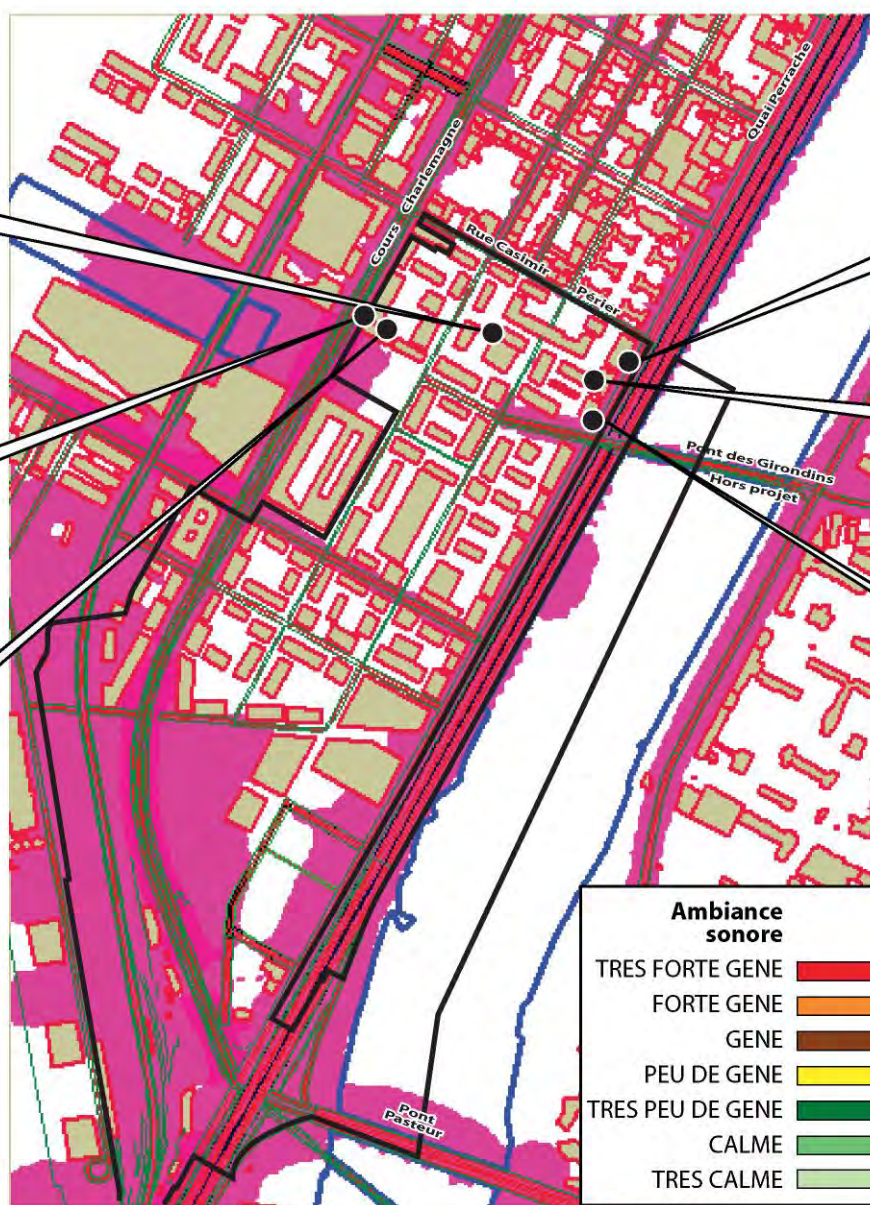 Quai Perrache
Cours Charlemagne
Rue Casimir
Périer
Pont des Girondins
Hors projet
Pont
Pasteur
Ambiance
sonore
TRES FORTE GENE
FORTE GENE
GENE
PEU DE GENE
TRES PEU DE GENE
CALME
TRES CALME